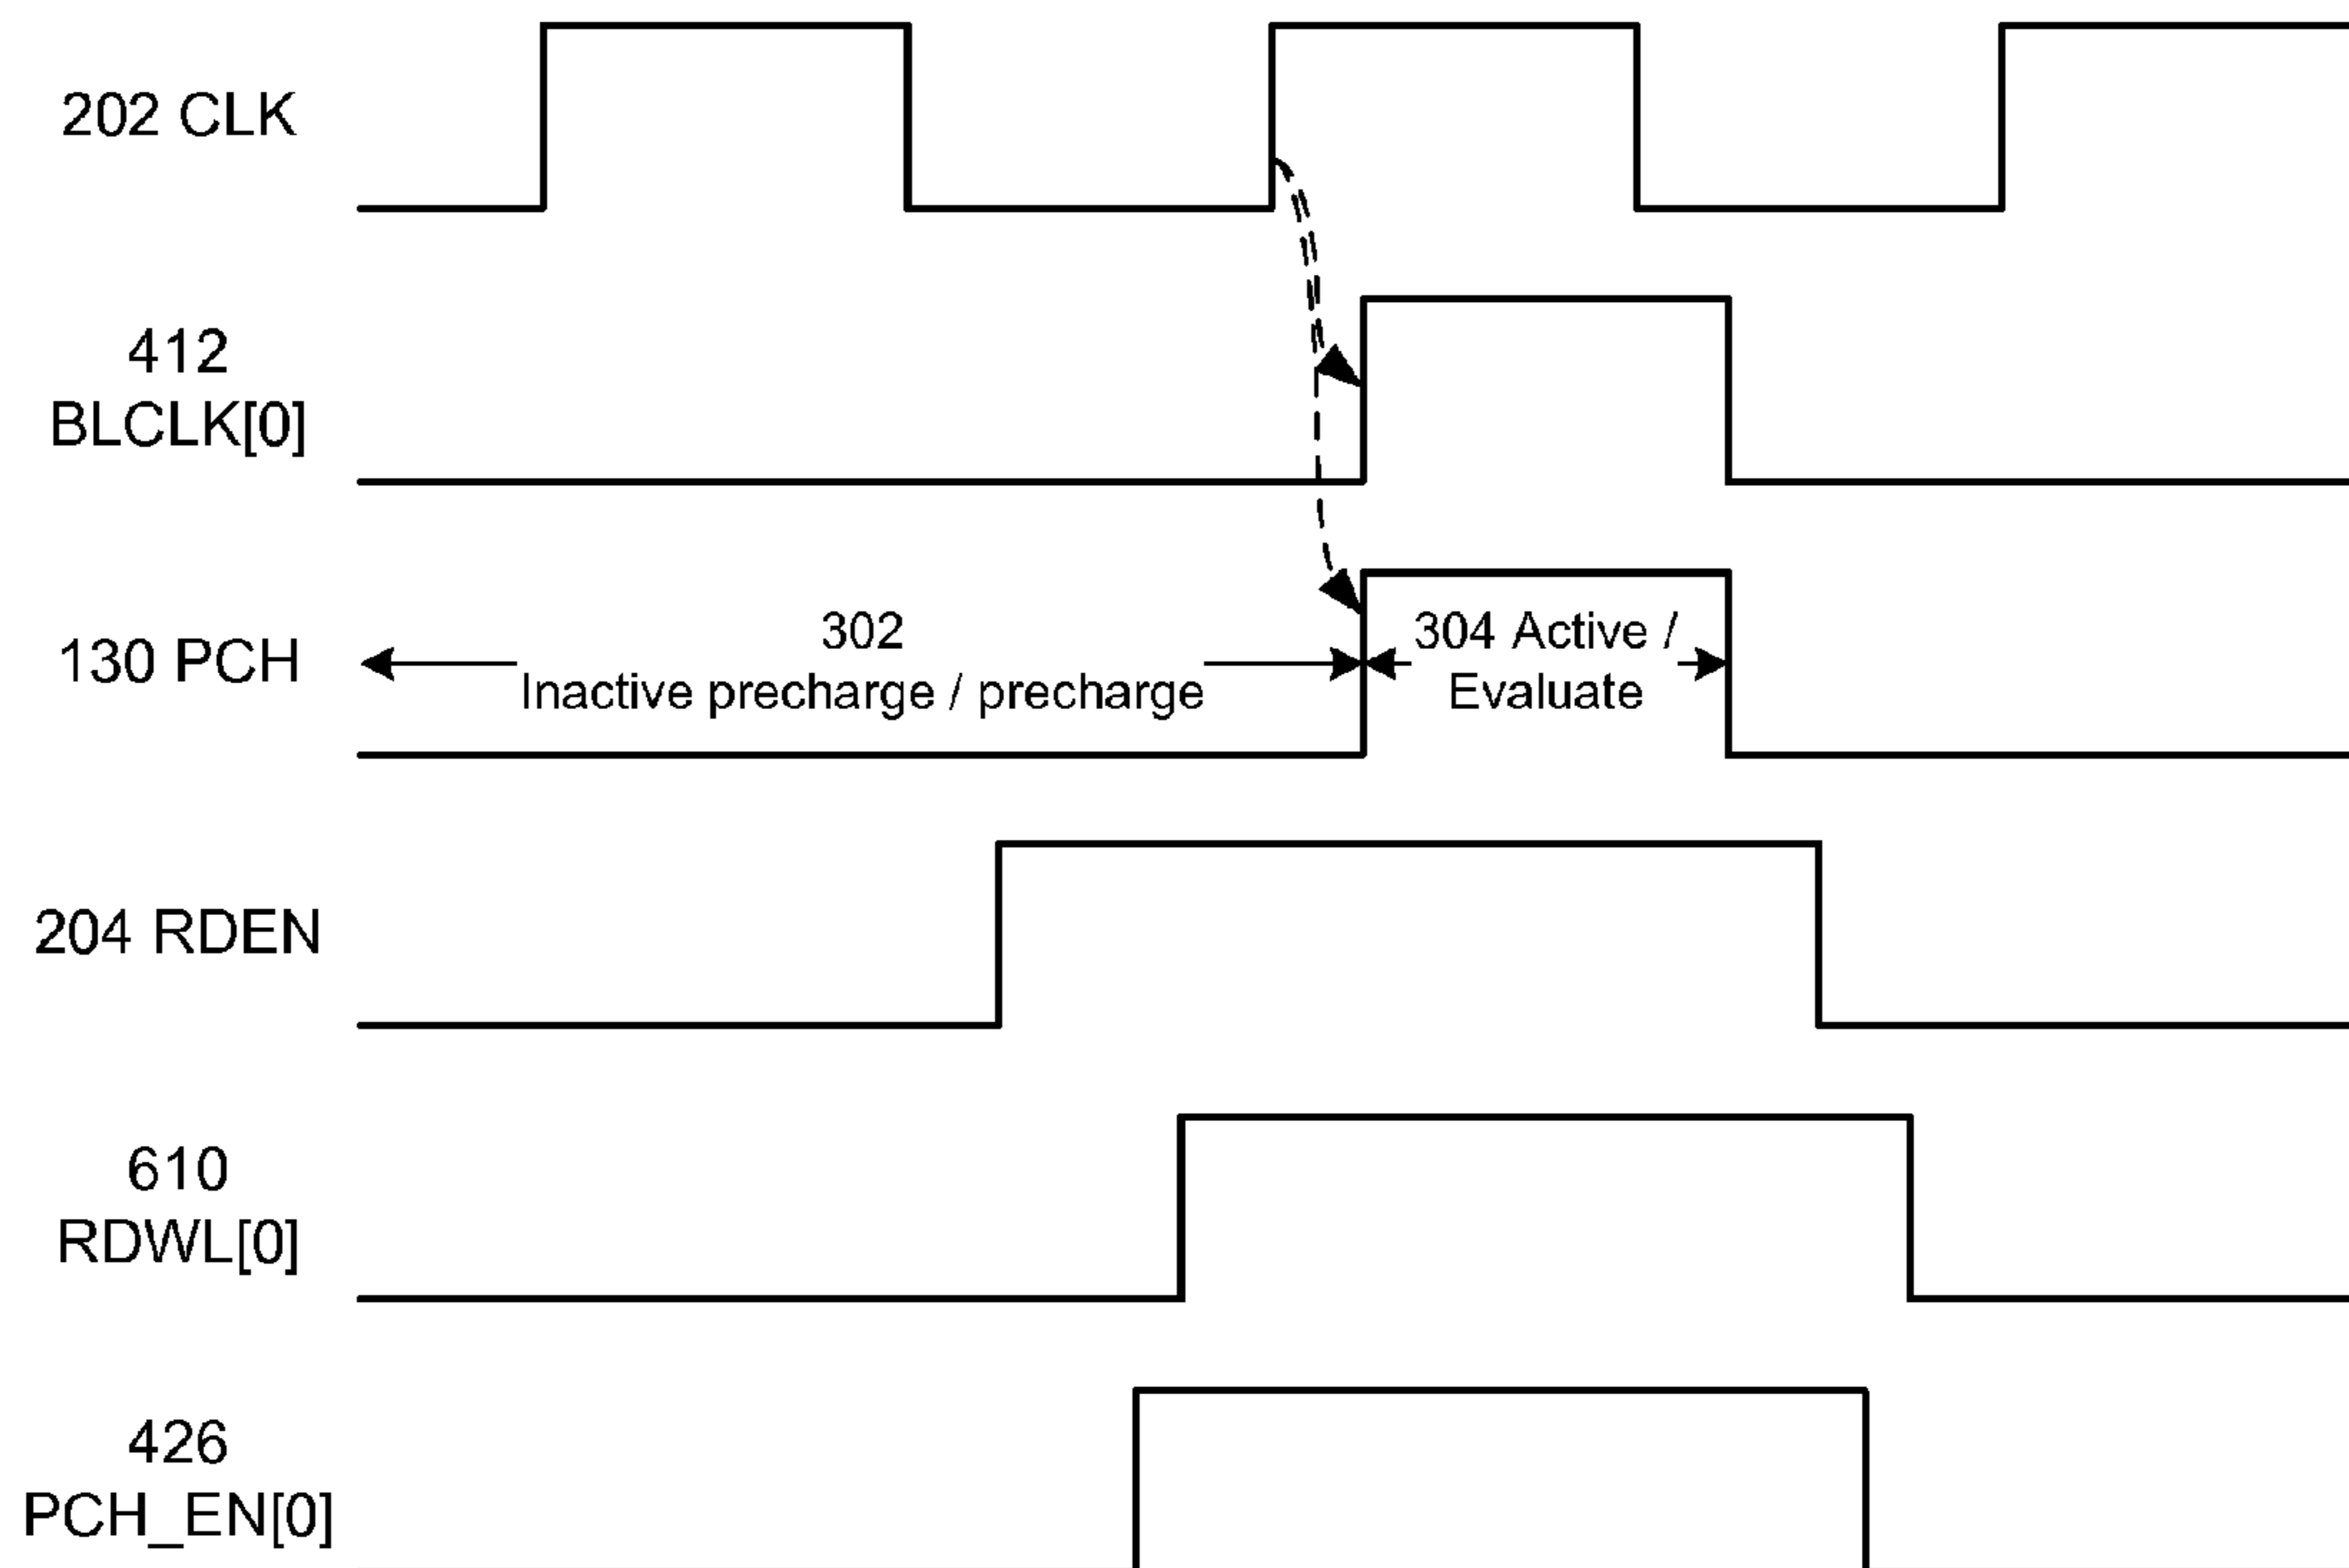 202 CLK
412
BLCLK[0]
130 PCH
302
Inactive precharge / precharge
304 Active /
Evaluate
204 RDEN
610
RDWL[0]
426
PCH_EN[0]